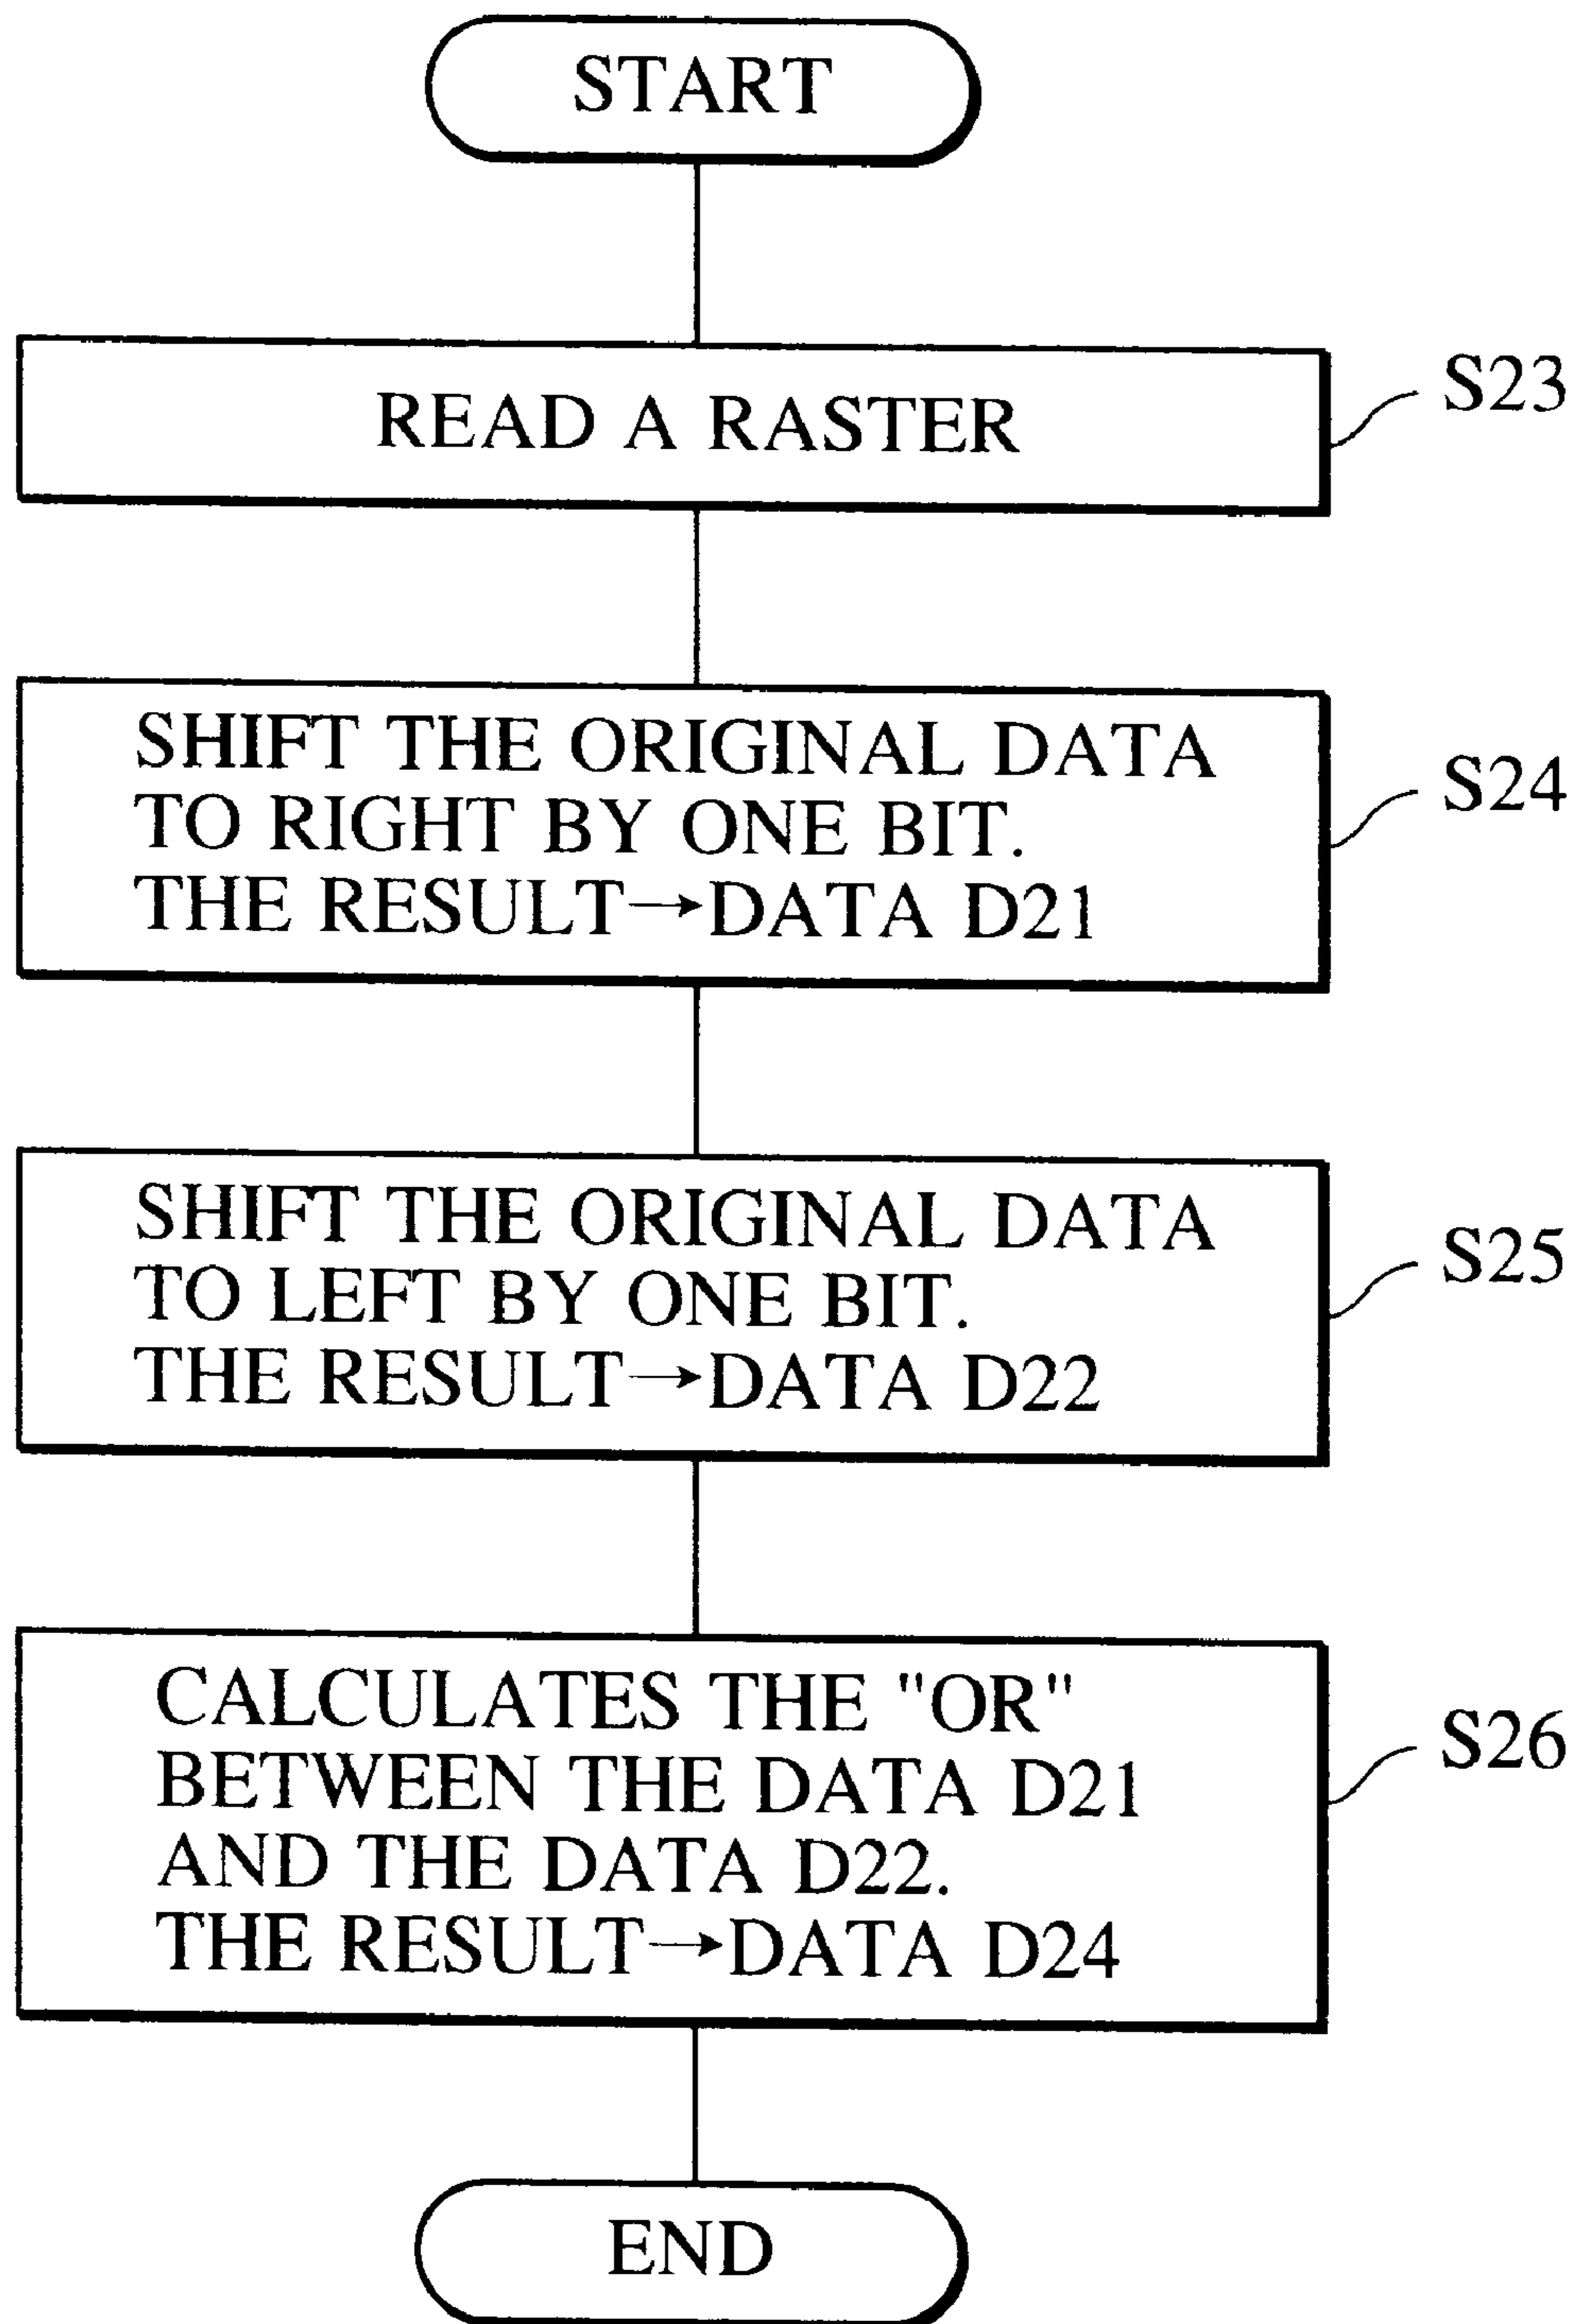 START
READ A RASTER
S23
SHIFT THE ORIGINAL DATA
TO RIGHT BY ONE BIT.
THE RESULT→DATA D21
S24
SHIFT THE ORIGINAL DATA
TO LEFT BY ONE BIT.
THE RESULT→DATA D22
S25
CALCULATES THE "OR"
BETWEEN THE DATA D21
AND THE DATA D22.
THE RESULT→DATA D24
S26
END